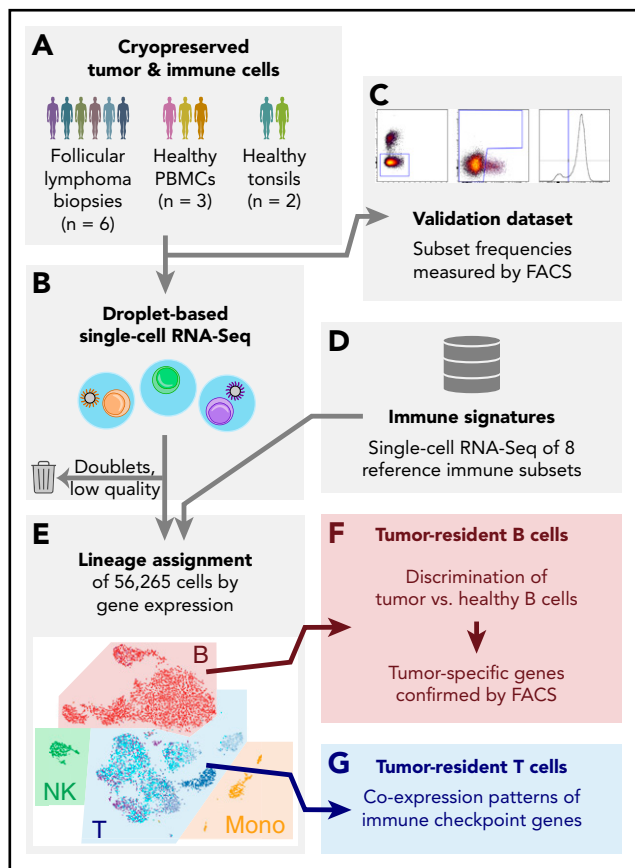 A
Cryopreserved
tumor & immune cells
Follicular
lymphoma
biopsies
(n = 6)
Healthy
PBMCs
(n = 3)
Healthy
tonsils
(n = 2)
C
Validation dataset
Subset frequencies
measured by FACS
B
Droplet-based
single-cell RNA-Seq
Doublets,
low quality
D
Immune signatures
Single-cell RNA-Seq of 8
reference immune subsets
E
Lineage assignment
of 56,265 cells by
gene expression
B
NK
T
Mono
F
Tumor-resident B cells
Discrimination of
tumor vs. healthy B cells
Tumor-specific genes
confirmed by FACS
G
Tumor-resident T cells
Co-expression patterns of
immune checkpoint genes